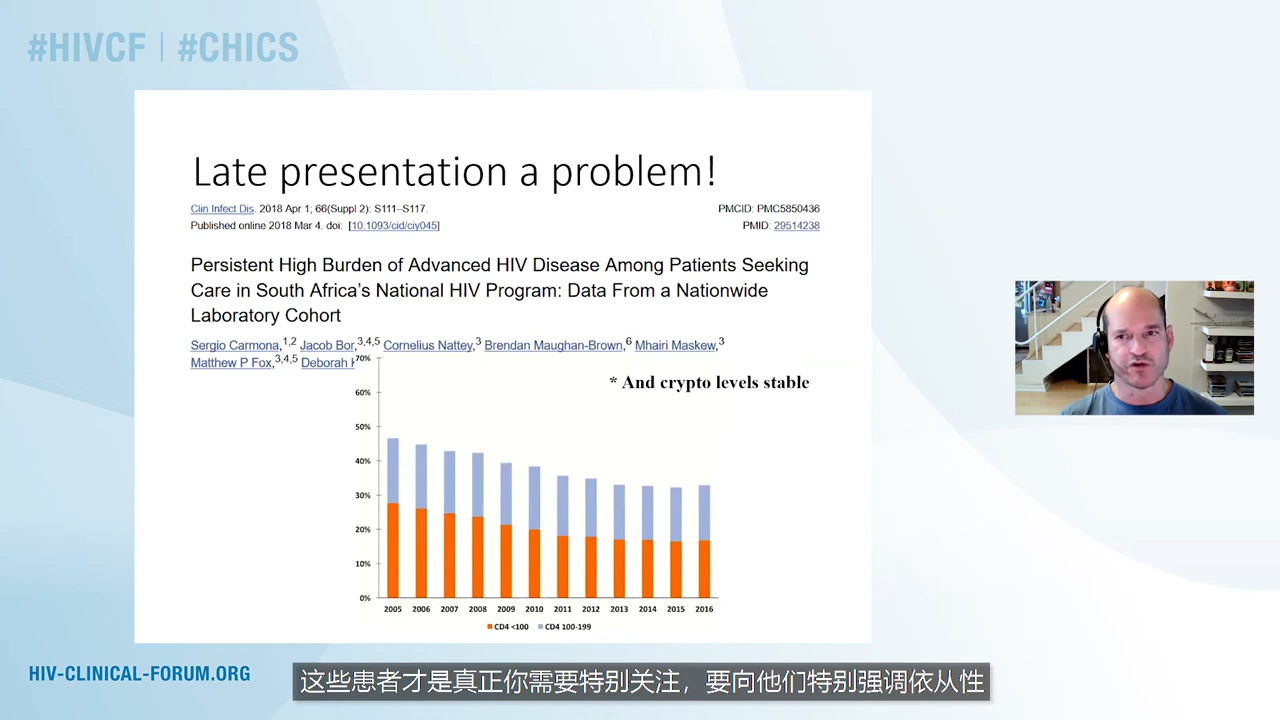 #HIVCF | #CHICS
Late presentation a problem!
Clin Infect Dis. 2018 Apr 1; 66(Suppl 2): S111–S117.
PMCID: PMC5850436
Published online 2018 Mar 4. doi: [10.1093/cid/ciy045]
PMID: 29514238
Persistent High Burden of Advanced HIV Disease Among Patients Seeking
Care in South Africa's National HIV Program: Data From a Nationwide
Laboratory Cohort
Sergio Carmona,1,2 Jacob Bor,3,4,5 Cornelius Nattey,3 Brendan Maughan-Brown,6 Mhairi Maskew,3
Matthew P Fox,3,4,5 Deborah
* And crypto levels stable
70%
60%
50%
40%
30%
20%
10%
0%
2005 2006 2007 2008 2009 2010 2011 2012 2013 2014 2015 2016
CD4 <100 CD4 100-199
HIV-CLINICAL-FORUM.ORG
这些患者才是真正你需要特别关注，要向他们特别强调依从性